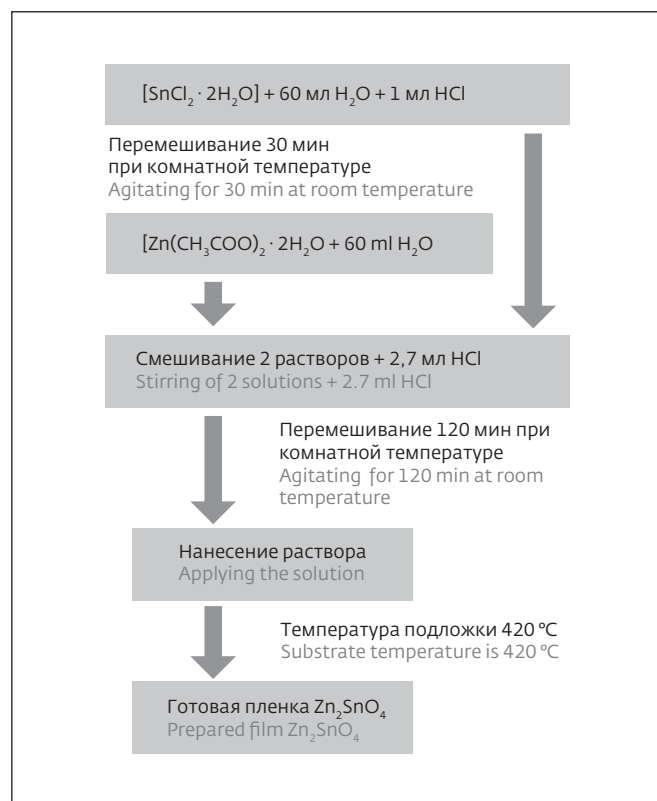 [SnCl₂ · 2H₂O] + 60 мл H₂O + 1 мл HCl
Перемешивание 30 мин
при комнатной температуре
Agitating for 30 min at room temperature
[Zn(CH₃COO)₂ · 2H₂O + 60 ml H₂O
Смешивание 2 растворов + 2,7 мл HCl
Stirring of 2 solutions + 2.7 ml HCl
Перемешивание 120 мин при
комнатной температуре
Agitating for 120 min at room
temperature
Нанесение раствора
Applying the solution
Температура подложки 420 °C
Substrate temperature is 420 °C
Готовая пленка Zn₂SnO₄
Prepared film Zn₂SnO₄